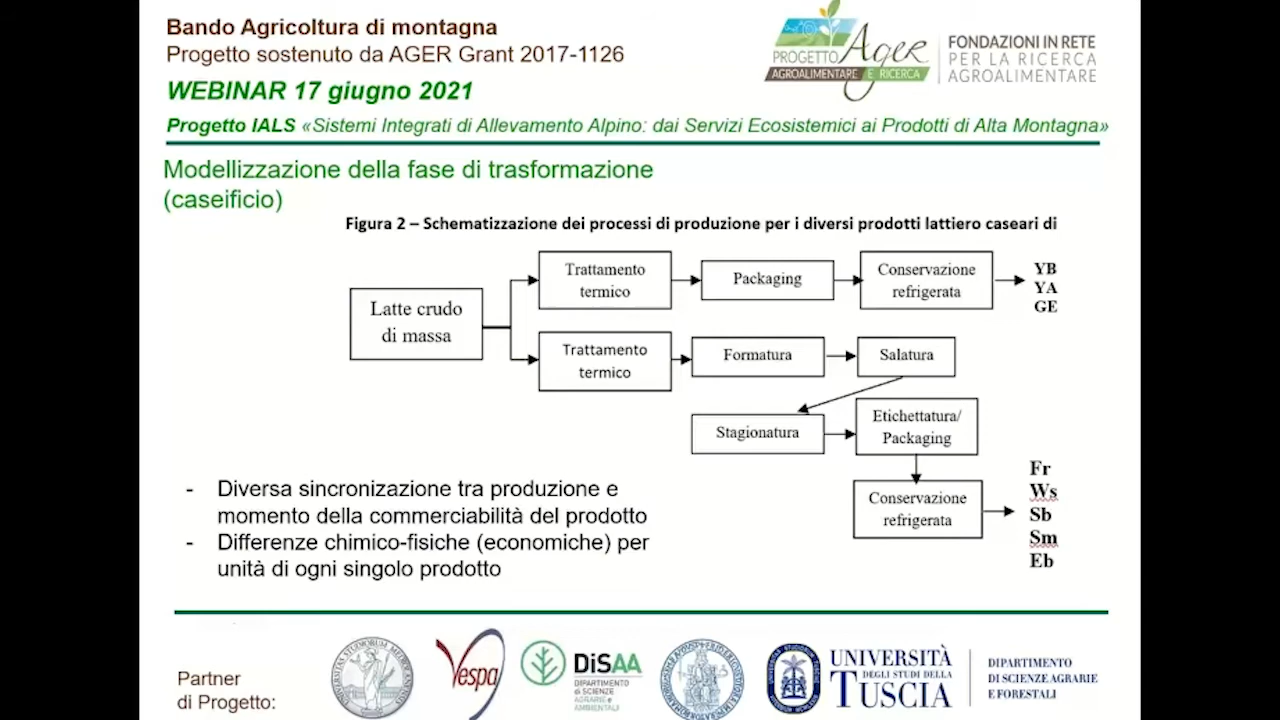 Bando Agricoltura di montagna
Progetto sostenuto da AGER Grant 2017-1126
WEBINAR 17 giugno 2021
Progetto IALS «Sistemi Integrati di Allevamento Alpino: dai Servizi Ecosistemici ai Prodotti di Alta Montagna»
PROGETTO Ager
AGROALIMENTARE E RICERCA
FONDAZIONI IN RETE
PER LA RICERCA
AGROALIMENTARE
Modellizzazione della fase di trasformazione
(caseificio)
Figura 2 – Schematizzazione dei processi di produzione per i diversi prodotti lattiero caseari di
Latte crudo
di massa
Trattamento
termico
Packaging
Conservazione
refrigerata
YB
YA
GE
Trattamento
termico
Formatura
Salatura
Stagionatura
Etichettatura/
Packaging
Conservazione
refrigerata
Fr
Ws
Sb
Sm
Eb
- Diversa sincronizazione tra produzione e
momento della commerciabilità del prodotto
- Differenze chimico-fisiche (economiche) per
unità di ogni singolo prodotto
Partner
di Progetto:
Vespa
DiSAA
DIPARTIMENTO
di SCIENZE
AGRARIE e
AMBIENTALI
UNIVERSITÀ
DEGLI STUDI DELLA
TUSCIA
DIPARTIMENTO
DI SCIENZE AGRARIE
E FORESTALI